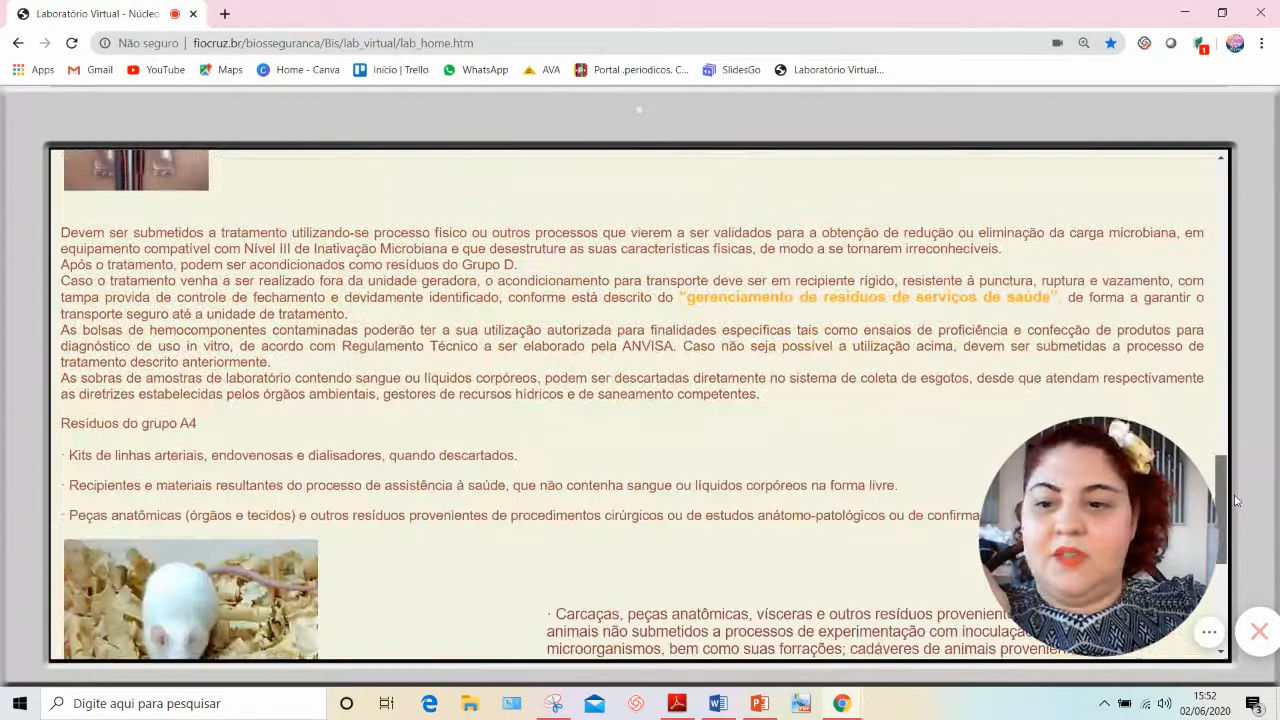 Laboratório Virtual - Núcleo
Não seguro
fiocruz.br/biosseguranca/Bis/lab_virtual/lab_home.htm
1
Apps
Gmail
YouTube
Maps
Home - Canva
Início | Trello
WhatsApp
AVA
Portal .periodicos. C...
SlidesGo
Laboratório Virtual...
Devem ser submetidos a tratamento utilizando-se processo físico ou outros processos que vierem a ser validados para a obtenção de redução ou eliminação da carga microbiana, em
equipamento compatível com Nível III de Inativação Microbiana e que desestruture as suas características físicas, de modo a se tornarem irreconhecíveis.
Após o tratamento, podem ser acondicionados como resíduos do Grupo D.
Caso o tratamento venha a ser realizado fora da unidade geradora, o acondicionamento para transporte deve ser em recipiente rígido, resistente à punctura, ruptura e vazamento, com
tampa provida de controle de fechamento e devidamente identificado, conforme está descrito do "gerenciamento de resíduos de serviços de saúde", de forma a garantir o
transporte seguro até a unidade de tratamento.
As bolsas de hemocomponentes contaminadas poderão ter a sua utilização autorizada para finalidades específicas tais como ensaios de proficiência e confecção de produtos para
diagnóstico de uso in vitro, de acordo com Regulamento Técnico a ser elaborado pela ANVISA. Caso não seja possível a utilização acima, devem ser submetidas a processo de
tratamento descrito anteriormente.
As sobras de amostras de laboratório contendo sangue ou líquidos corpóreos, podem ser descartadas diretamente no sistema de coleta de esgotos, desde que atendam respectivamente
as diretrizes estabelecidas pelos órgãos ambientais, gestores de recursos hídricos e de saneamento competentes.
Resíduos do grupo A4
· Kits de linhas arteriais, endovenosas e dialisadores, quando descartados.
· Recipientes e materiais resultantes do processo de assistência à saúde, que não contenha sangue ou líquidos corpóreos na forma livre.
· Peças anatômicas (órgãos e tecidos) e outros resíduos provenientes de procedimentos cirúrgicos ou de estudos anátomo-patológicos ou de confirma
· Carcaças, peças anatômicas, vísceras e outros resíduos provenient
animais não submetidos a processos de experimentação com inoculaç
microorganismos, bem como suas forrações; cadáveres de animais provenie
Digite aqui para pesquisar
15:52
02/06/2020
3